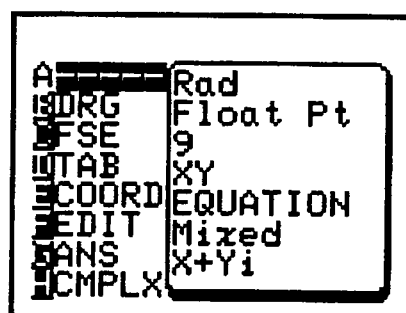 A
B DRG Rad
C FSE Float Pt
D TAB 9
E COORD XY
F EDIT EQUATION
G ANS Mixed
H CMPLX X+Yi